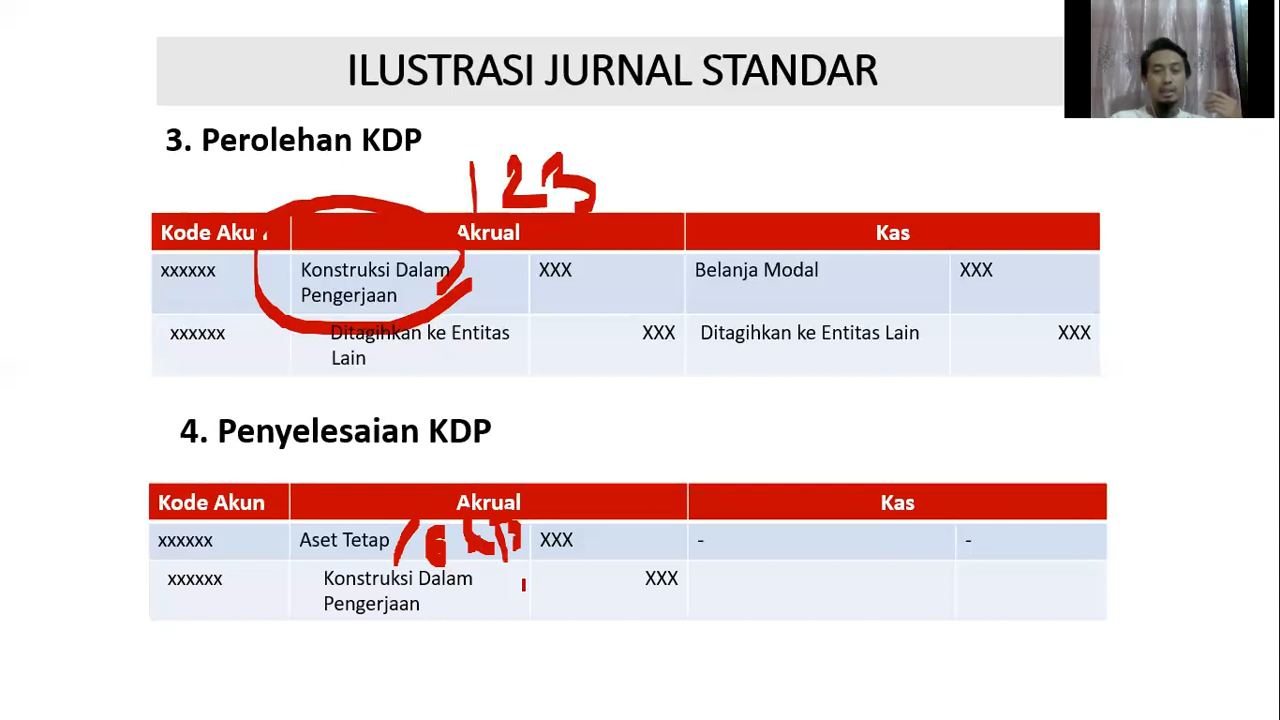 ILUSTRASI JURNAL STANDAR
3. Perolehan KDP
123
Kode Akun Akrual Kas
xxxxxx Konstruksi Dalam Pengerjaan XXX Belanja Modal XXX
xxxxxx Ditagihkan ke Entitas Lain XXX Ditagihkan ke Entitas Lain XXX
4. Penyelesaian KDP
Kode Akun Akrual Kas
xxxxxx Aset Tetap XXX - -
xxxxxx Konstruksi Dalam Pengerjaan XXX